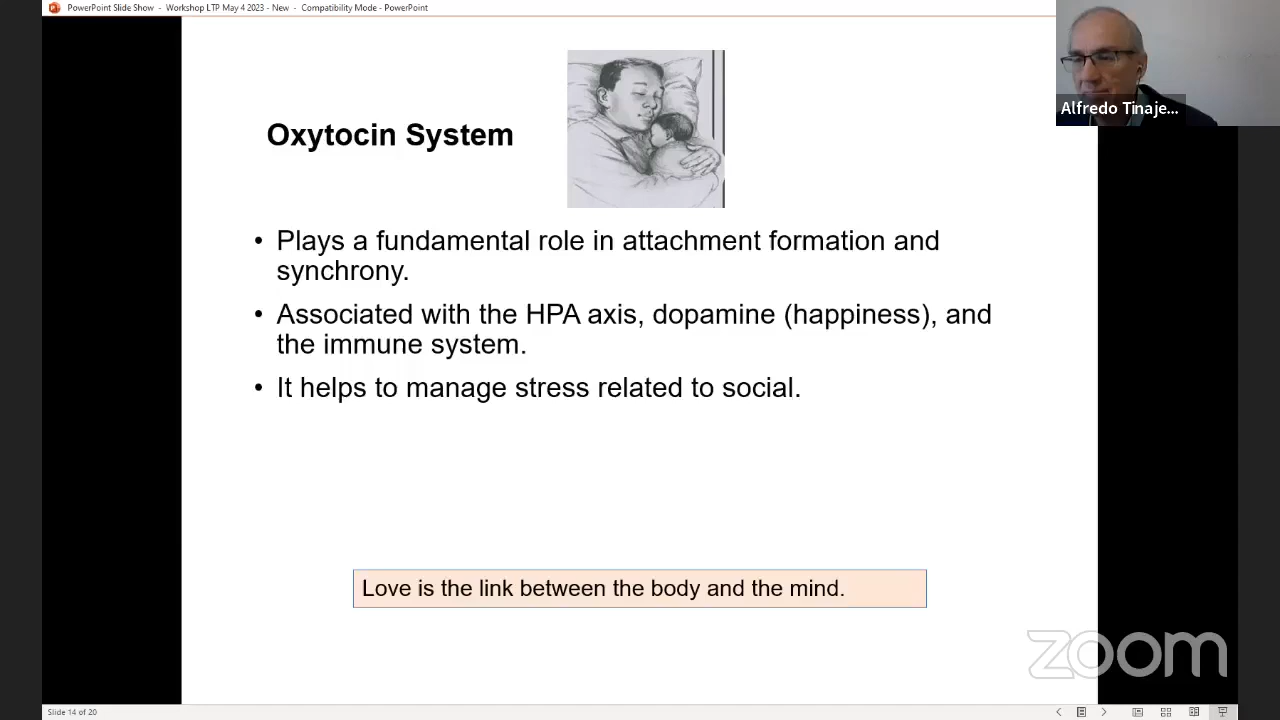 PowerPoint Slide Show - Workshop LTP May 4 2023 - New - Compatibility Mode - PowerPoint
Alfredo Tinaje...
Oxytocin System
• Plays a fundamental role in attachment formation and
synchrony.
• Associated with the HPA axis, dopamine (happiness), and
the immune system.
• It helps to manage stress related to social.
Love is the link between the body and the mind.
zoom
Slide 14 of 20